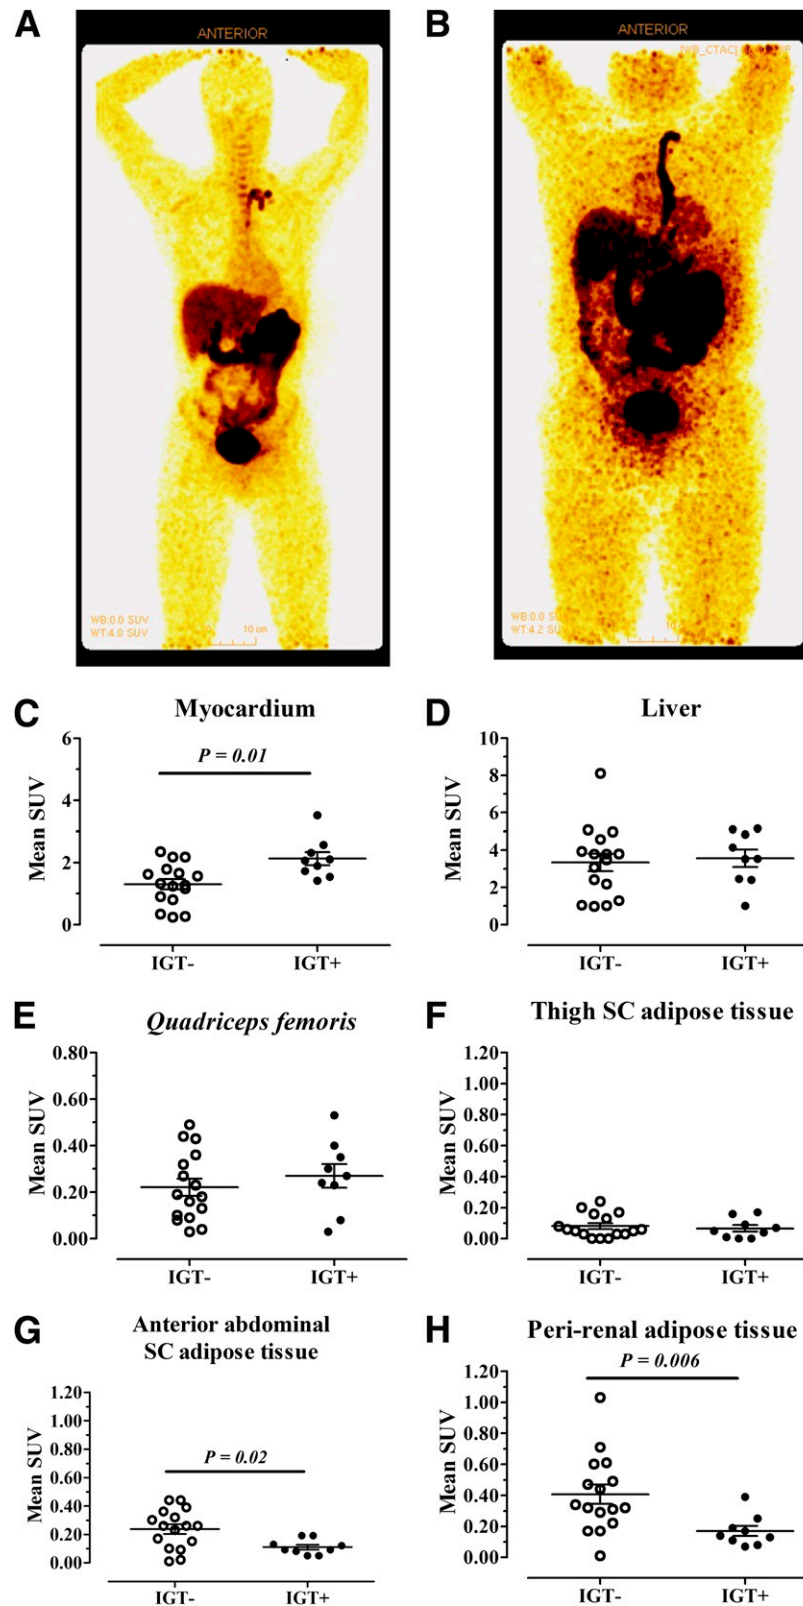 A
ANTERIOR
WB:0.0 SUV
WT:4.0 SUV
10 cm
B
ANTERIOR
WB:0.0 SU
WT:4.2 SU
C
Myocardium
P = 0.01
Mean SUV
6
4
2
0
IGT-
IGT+
D
Liver
Mean SUV
10
8
6
4
2
0
IGT-
IGT+
E
Quadriceps femoris
Mean SUV
0.80
0.60
0.40
0.20
0.00
IGT-
IGT+
F
Thigh SC adipose tissue
Mean SUV
1.20
1.00
0.80
0.60
0.40
0.20
0.00
IGT-
IGT+
G
Anterior abdominal
SC adipose tissue
P = 0.02
Mean SUV
1.20
1.00
0.80
0.60
0.40
0.20
0.00
IGT-
IGT+
H
Peri-renal adipose tissue
P = 0.006
Mean SUV
1.20
1.00
0.80
0.60
0.40
0.20
0.00
IGT-
IGT+